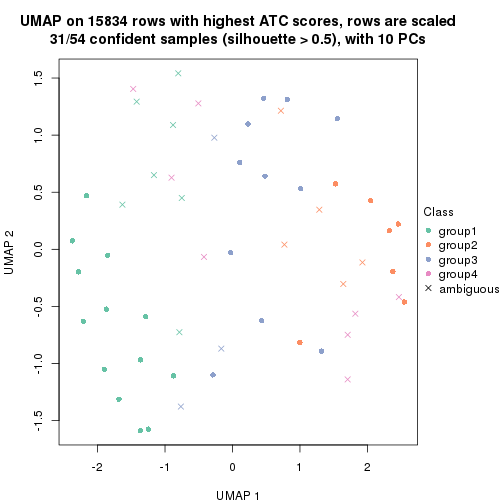 UMAP on 15834 rows with highest ATC scores, rows are scaled
31/54 confident samples (silhouette > 0.5), with 10 PCs
1.5
1.0
0.5
0.0
-0.5
-1.0
-1.5
UMAP 2
-2
-1
0
1
2
UMAP 1
Class
group1
group2
group3
group4
ambiguous